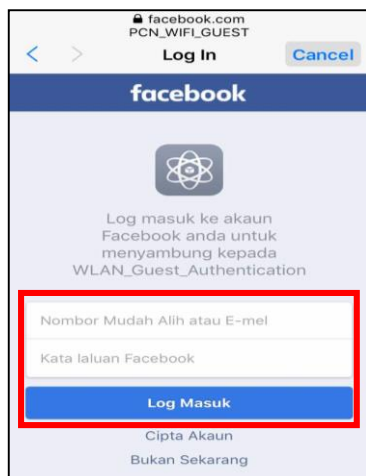 facebook.com
PCN_WIFI_GUEST
Log In
Cancel
facebook
Log masuk ke akaun
Facebook anda untuk
menyambung kepada
WLAN_Guest_Authentication
Nombor Mudah Alih atau E-mel
Kata laluan Facebook
Log Masuk
Cipta Akaun
Bukan Sekarang